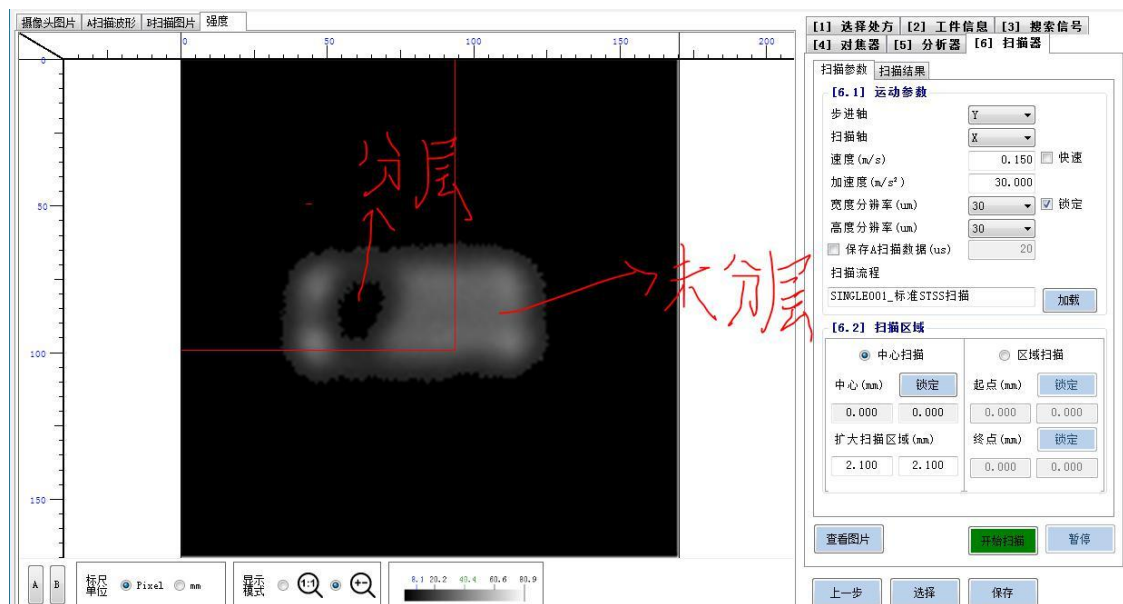 摄像头图片 A扫描波形 B扫描图片 强度
0 50 100 150 200
0
50
100
150
分层
未分层
A B 标尺单位 Pixel mm 显示模式 1:1 +- 8.1 20.2 40.4 60.6 80.9
[1] 选择处方 [2] 工件信息 [3] 搜索信号
[4] 对焦器 [5] 分析器 [6] 扫描器
扫描参数 扫描结果
[6.1] 运动参数
步进轴 Y
扫描轴 X
速度(m/s) 0.150 快速
加速度(m/s²) 30.000
宽度分辨率(um) 30 锁定
高度分辨率(um) 30
保存A扫描数据(us) 20
扫描流程
SINGLE001_标准STSS扫描 加载
[6.2] 扫描区域
中心扫描 区域扫描
中心(mm) 锁定 起点(mm) 锁定
0.000 0.000 0.000 0.000
扩大扫描区域(mm) 终点(mm) 锁定
2.100 2.100 0.000 0.000
查看图片 开始扫描 暂停
上一步 选择 保存